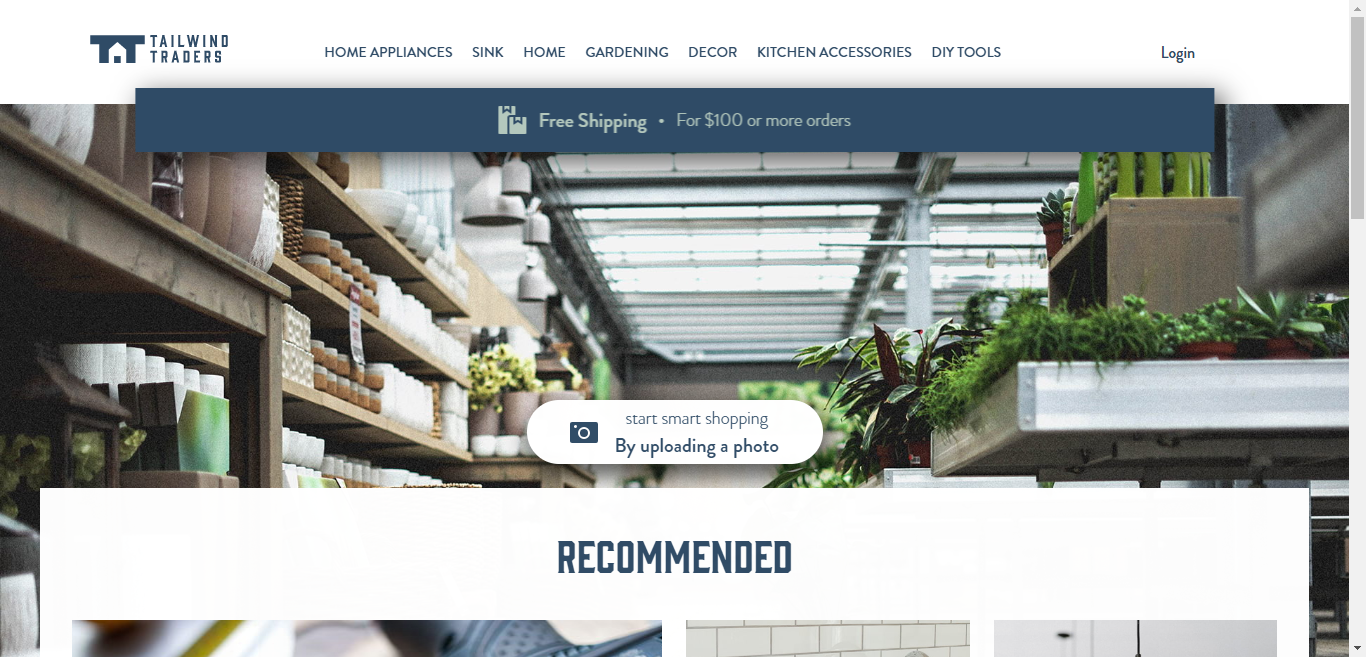 TAILWIND
TRADERS
HOME APPLIANCES SINK HOME GARDENING DECOR KITCHEN ACCESSORIES DIY TOOLS
Login
Free Shipping • For $100 or more orders
start smart shopping
By uploading a photo
RECOMMENDED